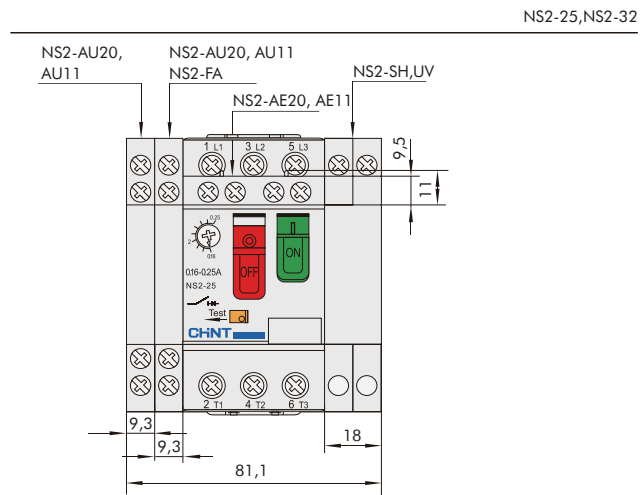 NS2-25,NS2-32
NS2-AU20,
AU11
NS2-AU20, AU11
NS2-FA
NS2-SH,UV
NS2-AE20, AE11
1 L1 3 L2 5 L3
9,5
11
0,25
2
0,16
ON
OFF
0.16-0.25A
NS2-25
Test
CHNT
2 T1 4 T2 6 T3
9,3
9,3
18
81,1